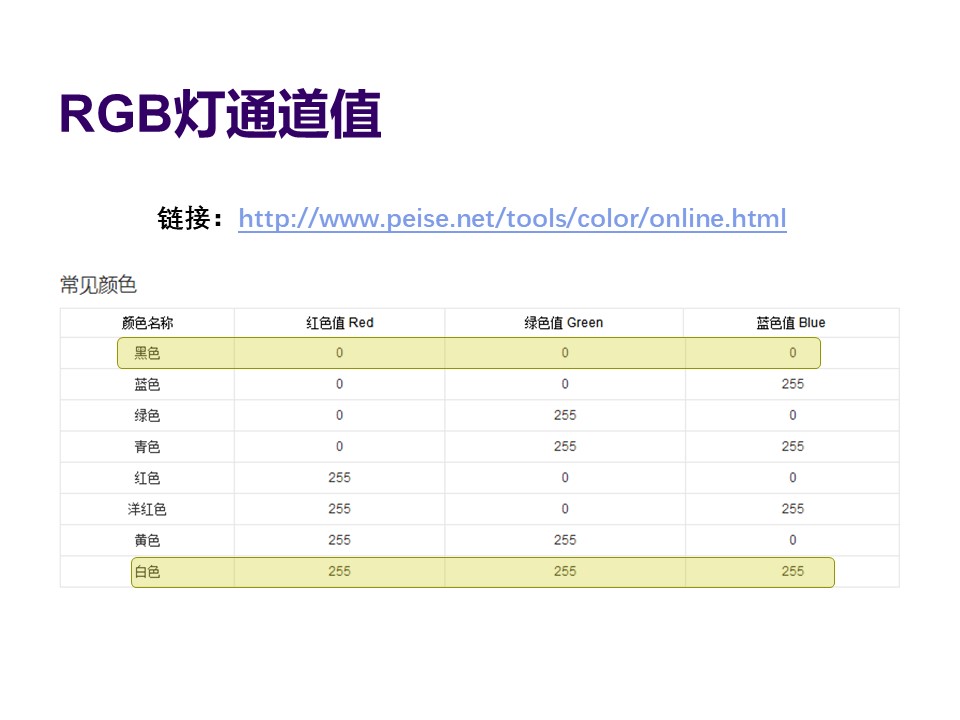 RGB灯通道值
链接：http://www.peise.net/tools/color/online.html
常见颜色
颜色名称 红色值 Red 绿色值 Green 蓝色值 Blue
黑色 0 0 0
蓝色 0 0 255
绿色 0 255 0
青色 0 255 255
红色 255 0 0
洋红色 255 0 255
黄色 255 255 0
白色 255 255 255